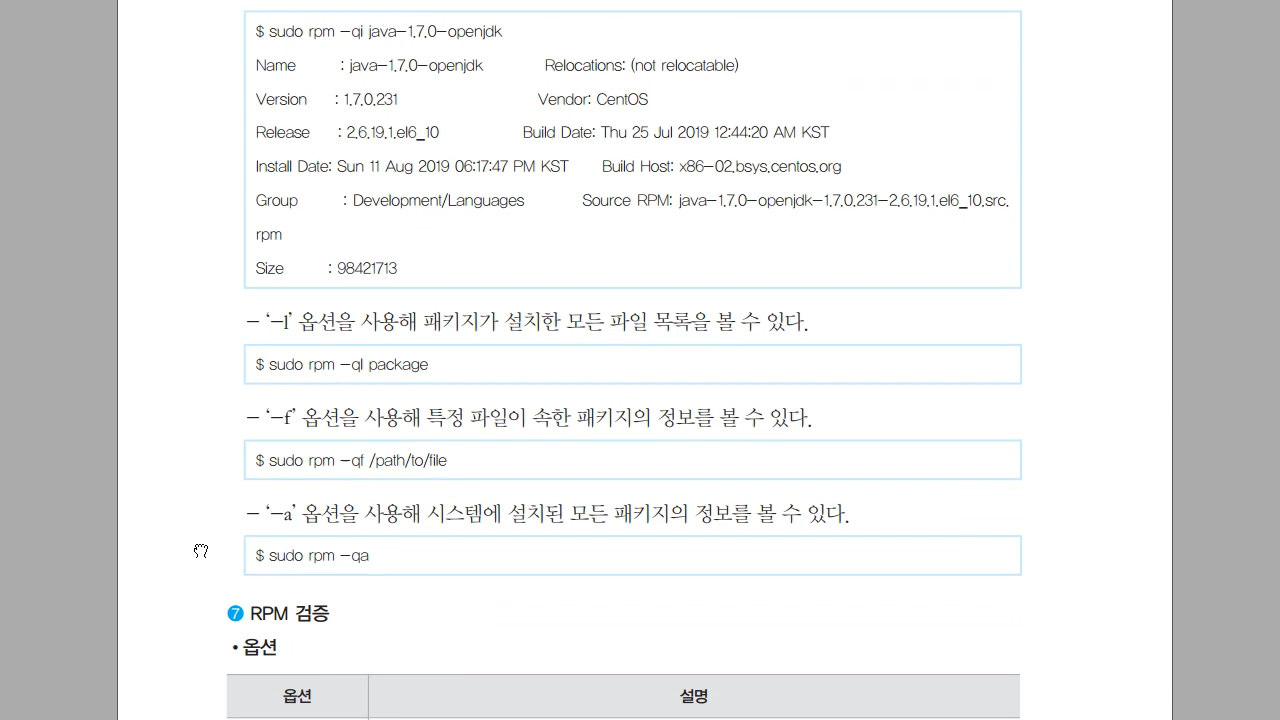 $ sudo rpm –qi java–1.7.0–openjdk
Name : java–1.7.0–openjdk Relocations: (not relocatable)
Version : 1.7.0.231 Vendor: CentOS
Release : 2.6.19.1.el6_10 Build Date: Thu 25 Jul 2019 12:44:20 AM KST
Install Date: Sun 11 Aug 2019 06:17:47 PM KST Build Host: x86–02.bsys.centos.org
Group : Development/Languages Source RPM: java–1.7.0–openjdk–1.7.0.231–2.6.19.1.el6_10.src.
rpm
Size : 98421713
– ‘–l’ 옵션을 사용해 패키지가 설치한 모든 파일 목록을 볼 수 있다.
$ sudo rpm –ql package
– ‘–f’ 옵션을 사용해 특정 파일이 속한 패키지의 정보를 볼 수 있다.
$ sudo rpm –qf /path/to/file
– ‘–a’ 옵션을 사용해 시스템에 설치된 모든 패키지의 정보를 볼 수 있다.
$ sudo rpm –qa
7 RPM 검증
• 옵션
옵션 설명